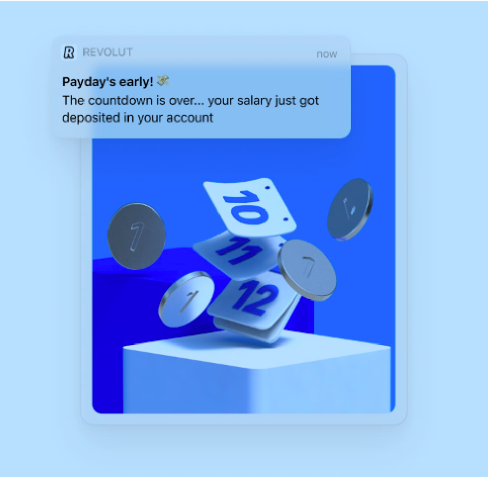 R REVOLUT now
Payday's early! 🎉
The countdown is over... your salary just got
deposited in your account
10
11
12
1
1
1
1